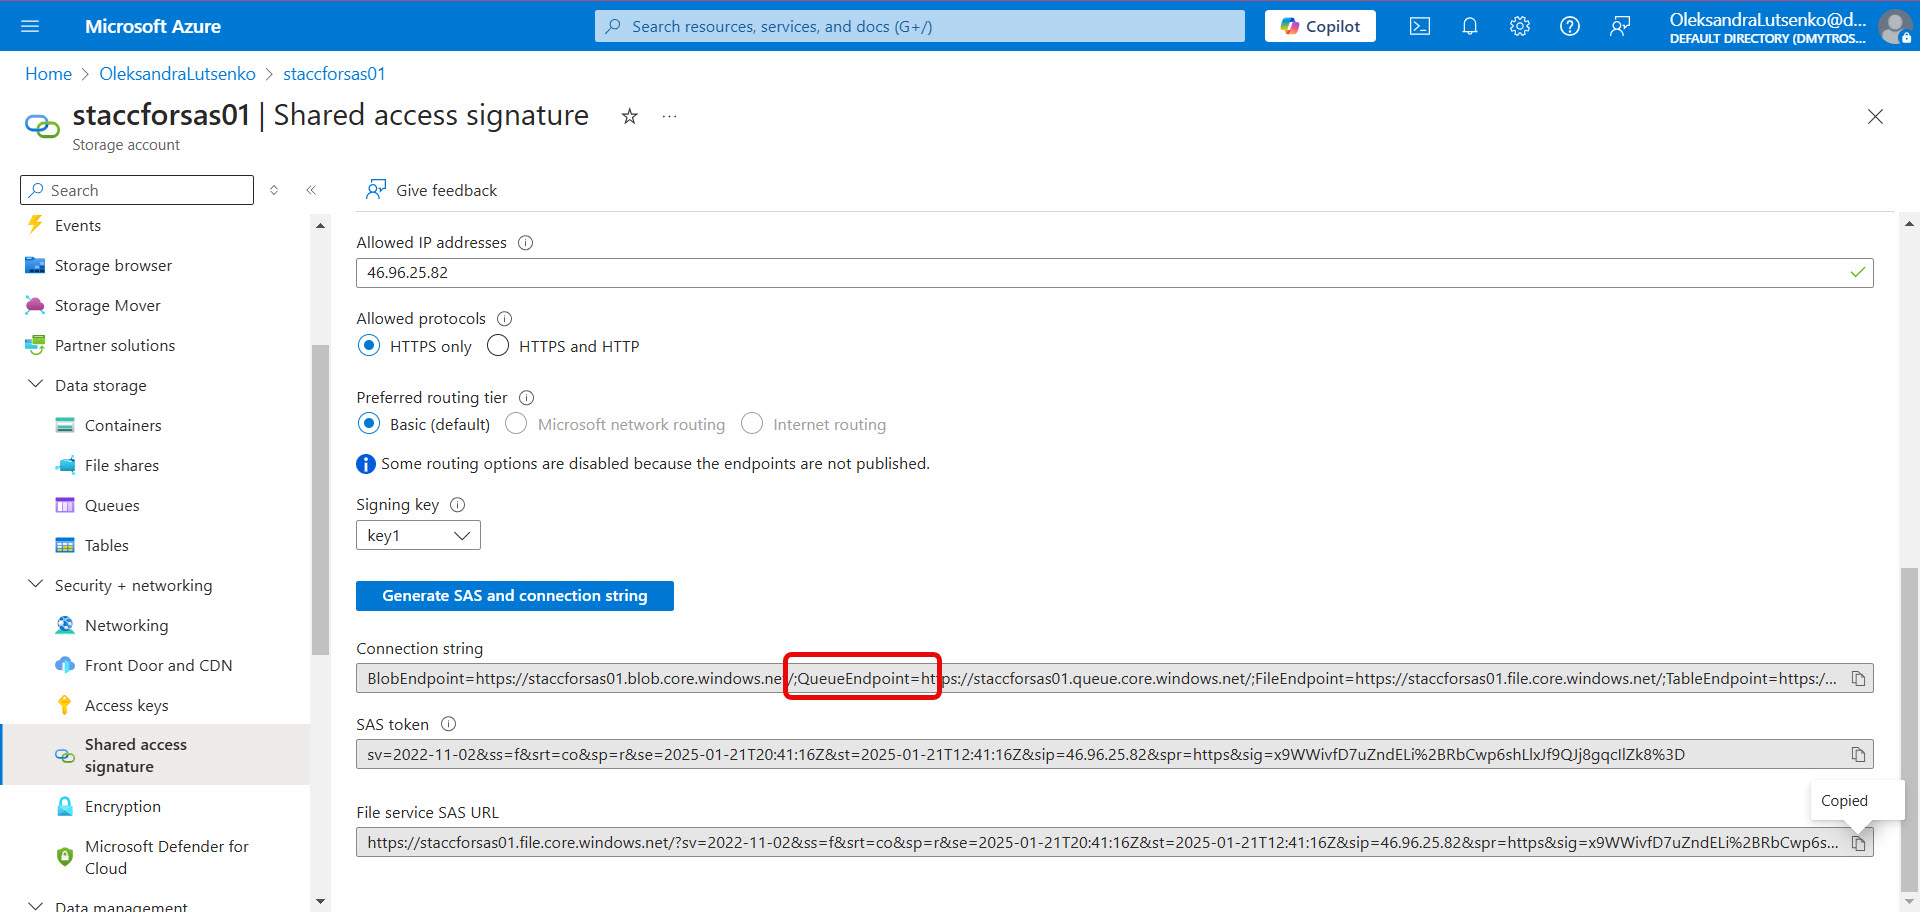 Microsoft Azure
Search resources, services, and docs (G+/)
Copilot
OleksandraLutsenko@d...
DEFAULT DIRECTORY (DMYTROS...
Home > OleksandraLutsenko > staccforsas01
staccforsas01 | Shared access signature
Storage account
Search
Give feedback
Events
Storage browser
Storage Mover
Partner solutions
Data storage
Containers
File shares
Queues
Tables
Security + networking
Networking
Front Door and CDN
Access keys
Shared access
signature
Encryption
Microsoft Defender for
Cloud
Data management
Allowed IP addresses
46.96.25.82
Allowed protocols
HTTPS only
HTTPS and HTTP
Preferred routing tier
Basic (default)
Microsoft network routing
Internet routing
Some routing options are disabled because the endpoints are not published.
Signing key
key1
Generate SAS and connection string
Connection string
BlobEndpoint=https://staccforsas01.blob.core.windows.net/;QueueEndpoint=https://staccforsas01.queue.core.windows.net/;FileEndpoint=https://staccforsas01.file.core.windows.net/;TableEndpoint=https:/...
SAS token
sv=2022-11-02&ss=f&srt=co&sp=r&se=2025-01-21T20:41:16Z&st=2025-01-21T12:41:16Z&sip=46.96.25.82&spr=https&sig=x9WWivfD7uZndELi%2BRbCwp6shLlxJf9QJj8gqcIlZk8%3D
Copied
File service SAS URL
https://staccforsas01.file.core.windows.net/?sv=2022-11-02&ss=f&srt=co&sp=r&se=2025-01-21T20:41:16Z&st=2025-01-21T12:41:16Z&sip=46.96.25.82&spr=https&sig=x9WWivfD7uZndELi%2BRbCwp6s...